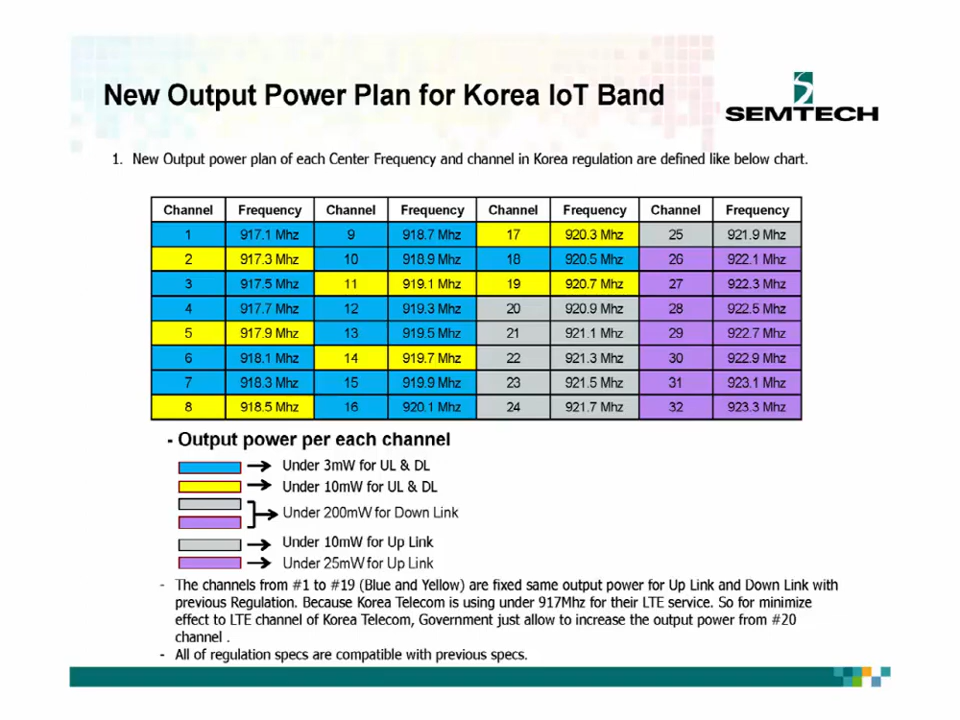 New Output Power Plan for Korea IoT Band
SEMTECH
1. New Output power plan of each Center Frequency and channel in Korea regulation are defined like below chart.
Channel Frequency Channel Frequency Channel Frequency Channel Frequency
1 917.1 Mhz 9 918.7 Mhz 17 920.3 Mhz 25 921.9 Mhz
2 917.3 Mhz 10 918.9 Mhz 18 920.5 Mhz 26 922.1 Mhz
3 917.5 Mhz 11 919.1 Mhz 19 920.7 Mhz 27 922.3 Mhz
4 917.7 Mhz 12 919.3 Mhz 20 920.9 Mhz 28 922.5 Mhz
5 917.9 Mhz 13 919.5 Mhz 21 921.1 Mhz 29 922.7 Mhz
6 918.1 Mhz 14 919.7 Mhz 22 921.3 Mhz 30 922.9 Mhz
7 918.3 Mhz 15 919.9 Mhz 23 921.5 Mhz 31 923.1 Mhz
8 918.5 Mhz 16 920.1 Mhz 24 921.7 Mhz 32 923.3 Mhz
- Output power per each channel
Under 3mW for UL & DL
Under 10mW for UL & DL
Under 200mW for Down Link
Under 10mW for Up Link
Under 25mW for Up Link
- The channels from #1 to #19 (Blue and Yellow) are fixed same output power for Up Link and Down Link with
previous Regulation. Because Korea Telecom is using under 917Mhz for their LTE service. So for minimize
effect to LTE channel of Korea Telecom, Government just allow to increase the output power from #20
channel .
- All of regulation specs are compatible with previous specs.